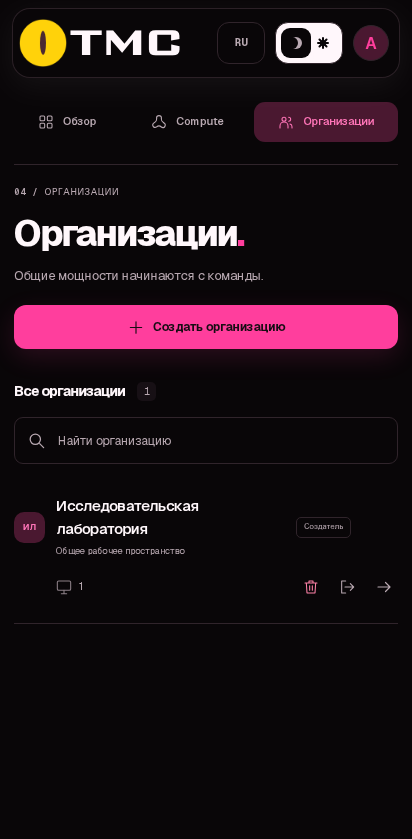 TMC
RU
A
Обзор
Compute
Организации
04 / ОРГАНИЗАЦИИ
Организации.
Общие мощности начинаются с команды.
Создать организацию
Все организации 1
Найти организацию
ИЛ
Исследовательская
лаборатория
Создатель
Общее рабочее пространство
1